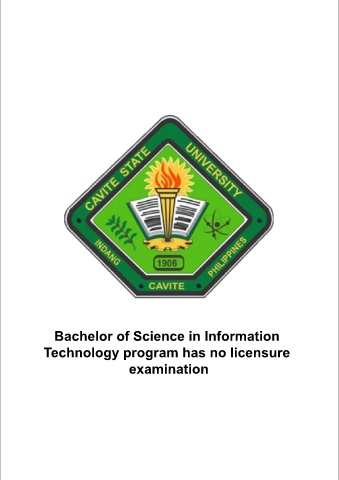 CAVITE STATE UNIVERSITY
1906
INDANG CAVITE PHILIPPINES
Bachelor of Science in Information
Technology program has no licensure
examination